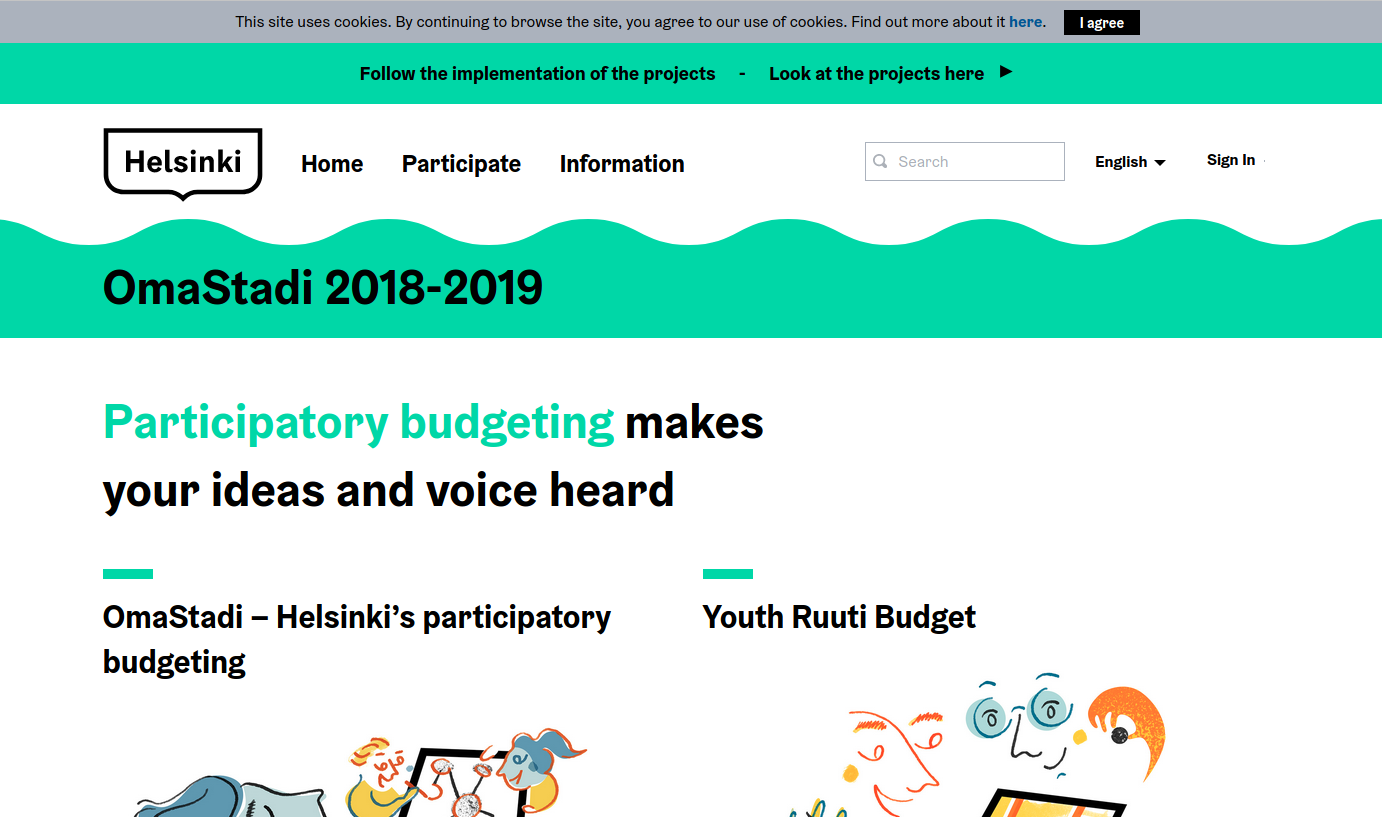 This site uses cookies. By continuing to browse the site, you agree to our use of cookies. Find out more about it here. I agree
Follow the implementation of the projects - Look at the projects here ▶
Helsinki Home Participate Information Search English Sign In
OmaStadi 2018-2019
Participatory budgeting makes
your ideas and voice heard
OmaStadi – Helsinki’s participatory
budgeting
Youth Ruuti Budget